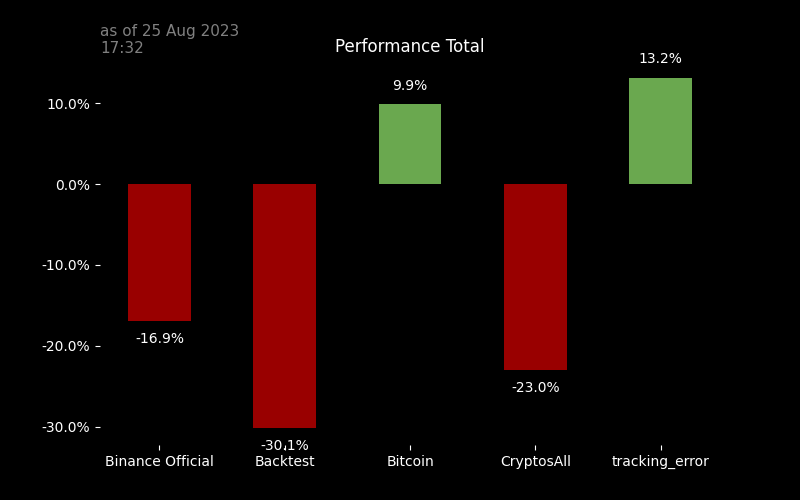 as of 25 Aug 2023
17:32
Performance Total
13.2%
9.9%
10.0%
0.0%
-10.0%
-16.9%
-20.0%
-23.0%
-30.0%
-30.1%
Binance Official
Backtest
Bitcoin
CryptosAll
tracking_error